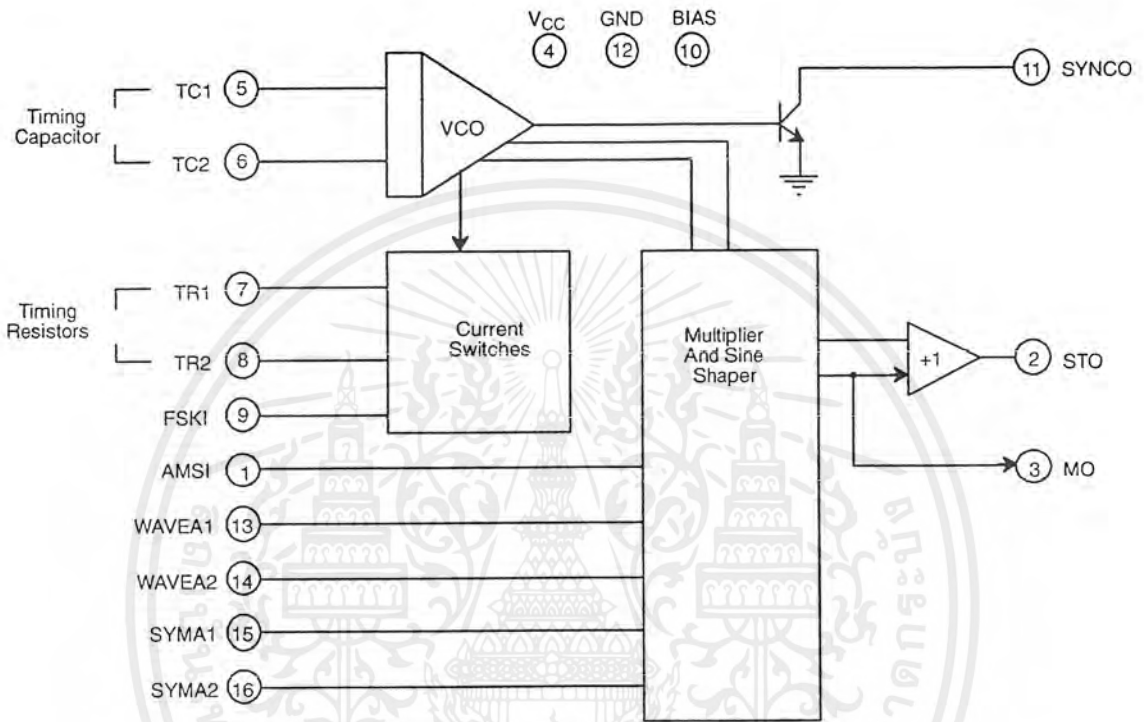 VCC GND BIAS
4 12 10
TC1 5
Timing
Capacitor
TC2 6
VCO
11 SYNCO
TR1 7
Timing
Resistors
TR2 8
FSKI 9
Current
Switches
Multiplier
And Sine
Shaper
+1
2 STO
3 MO
AMSI 1
WAVEA1 13
WAVEA2 14
SYMA1 15
SYMA2 16